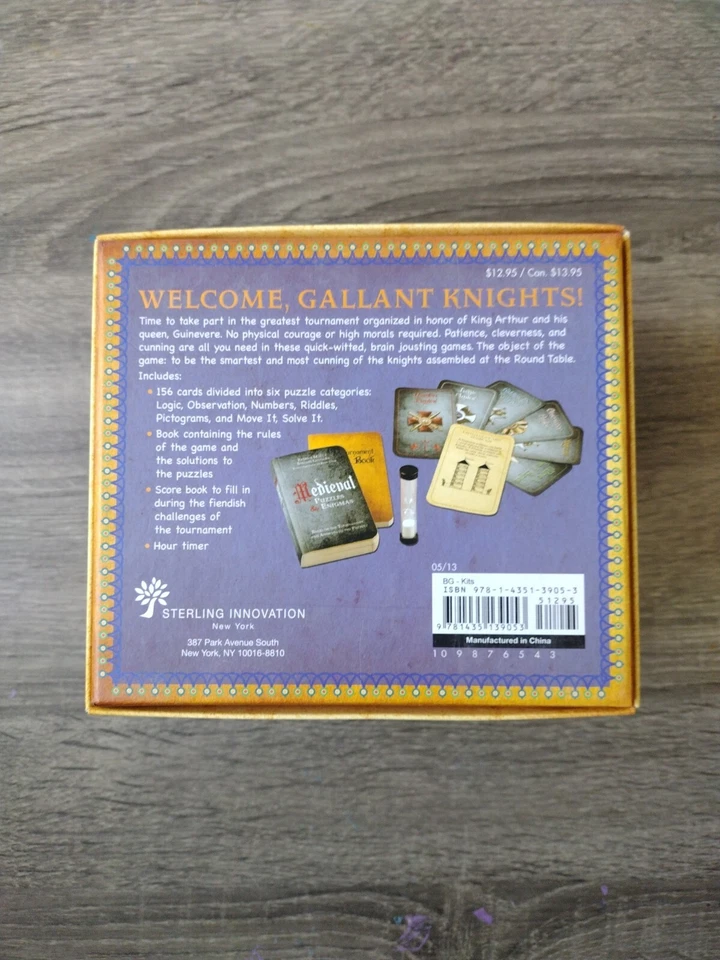 $12.95 / Can. $13.95
WELCOME, GALLANT KNIGHTS!
Time to take part in the greatest tournament organized in honor of King Arthur and his
queen, Guinevere. No physical courage or high morals required. Patience, cleverness, and
cunning are all you need in these quick-witted, brain jousting games. The object of the
game: to be the smartest and most cunning of the knights assembled at the Round Table.
Includes:
• 156 cards divided into six puzzle categories:
Logic, Observation, Numbers, Riddles,
Pictograms, and Move It, Solve It.
• Book containing the rules
of the game and
the solutions to
the puzzles
• Score book to fill in
during the fiendish
challenges of
the tournament
• Hour timer
Book
Medieval
PUZZLES
& ENIGMAS
STERLING INNOVATION
New York
387 Park Avenue South
New York, NY 10016-8810
05/13
BG - Kits
ISBN 978-1-4351-3905-3
51295
9 781435 139053
Manufactured in China
10 9 8 7 6 5 4 3